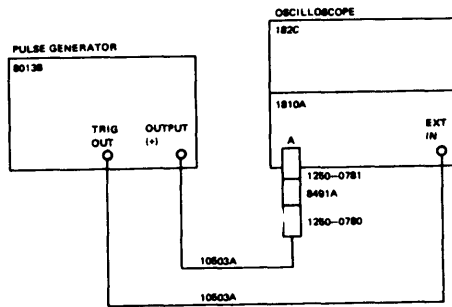 OSCILLOSCOPE
182C
PULSE GENERATOR
8013B
1810A
TRIG OUT
OUTPUT (+)
EXT IN
A
1250-0781
8491A
1250-0780
10503A
10503A